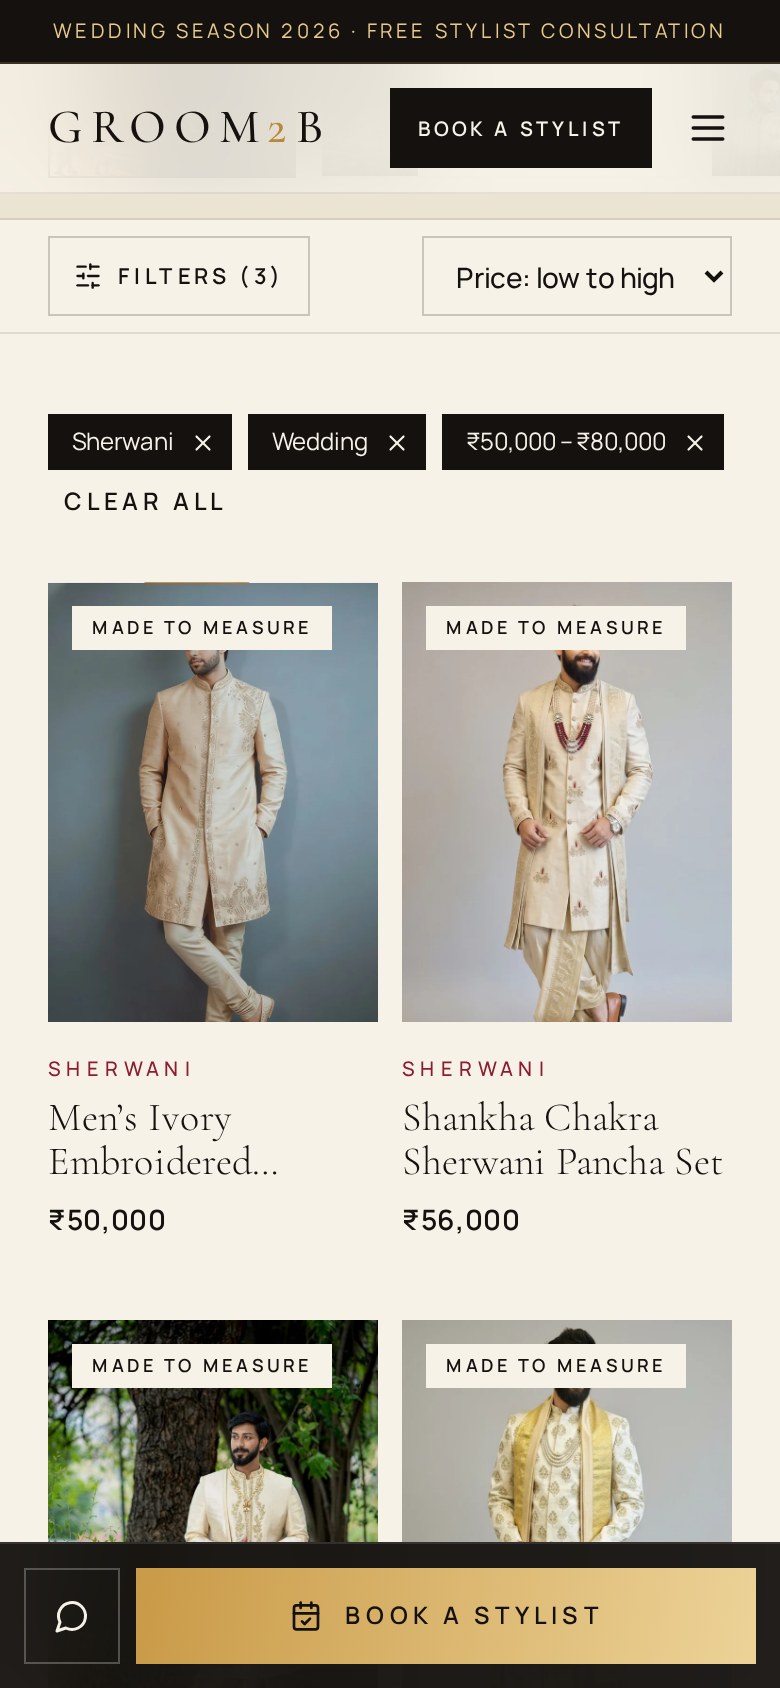 WEDDING SEASON 2026 · FREE STYLIST CONSULTATION
GROOM2B
BOOK A STYLIST
FILTERS (3)
Price: low to high
Sherwani
Wedding
₹50,000 – ₹80,000
CLEAR ALL
MADE TO MEASURE
MADE TO MEASURE
SHERWANI
SHERWANI
Men’s Ivory
Embroidered...
Shankha Chakra
Sherwani Pancha Set
₹50,000
₹56,000
MADE TO MEASURE
MADE TO MEASURE
BOOK A STYLIST